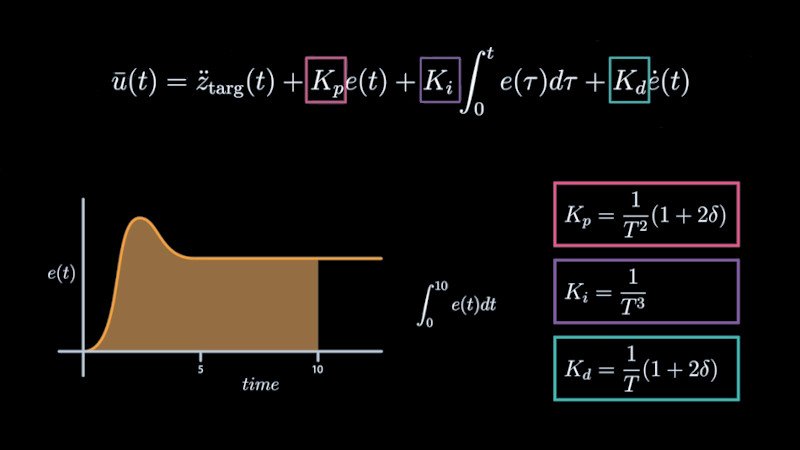 ū(t) = z̈_targ(t) + K_p e(t) + K_i ∫_0^t e(τ)dτ + K_d ė(t)
K_p = 1/T² (1 + 2δ)
e(t)
∫_0^10 e(t)dt
K_i = 1/T³
5
10
time
K_d = 1/T (1 + 2δ)